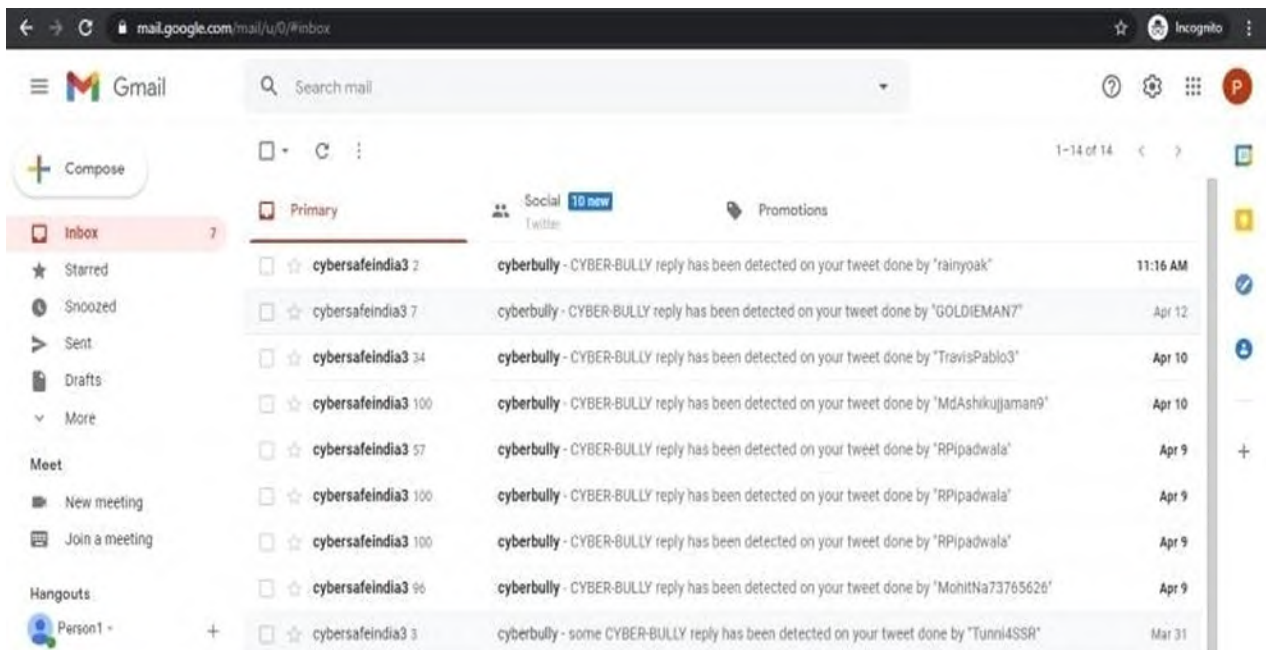 mail.google.com/mail/u/0/#inbox
Incognito
Gmail
Search mail
P
Compose
1-14 of 14
Primary
Social 10 new
Twitter
Promotions
Inbox 7
Starred
Snoozed
Sent
Drafts
More
Meet
New meeting
Join a meeting
Hangouts
Person1
cybersafeindia3 2 cyberbully - CYBER-BULLY reply has been detected on your tweet done by "rainyoak" 11:16 AM
cybersafeindia3 7 cyberbully - CYBER-BULLY reply has been detected on your tweet done by "GOLDIEMAN7" Apr 12
cybersafeindia3 34 cyberbully - CYBER-BULLY reply has been detected on your tweet done by "TravisPablo3" Apr 10
cybersafeindia3 100 cyberbully - CYBER-BULLY reply has been detected on your tweet done by "MdAshikujjaman9" Apr 10
cybersafeindia3 57 cyberbully - CYBER-BULLY reply has been detected on your tweet done by "RPipadwala" Apr 9
cybersafeindia3 100 cyberbully - CYBER-BULLY reply has been detected on your tweet done by "RPipadwala" Apr 9
cybersafeindia3 100 cyberbully - CYBER-BULLY reply has been detected on your tweet done by "RPipadwala" Apr 9
cybersafeindia3 96 cyberbully - CYBER-BULLY reply has been detected on your tweet done by "MohitNa73765626" Apr 9
cybersafeindia3 3 cyberbully - some CYBER-BULLY reply has been detected on your tweet done by "Tunni4SSR" Mar 31